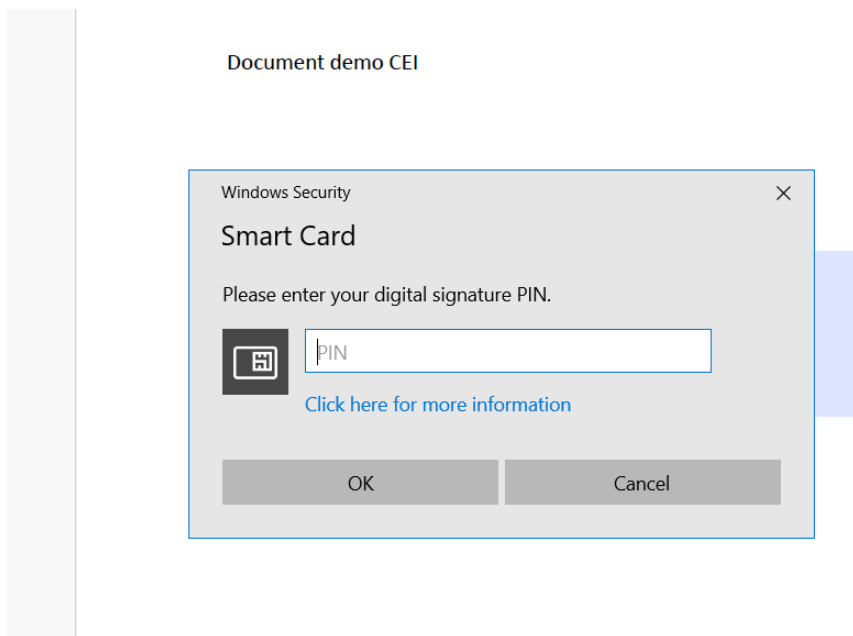 Document demo CEI
Windows Security
Smart Card
Please enter your digital signature PIN.
PIN
Click here for more information
OK
Cancel